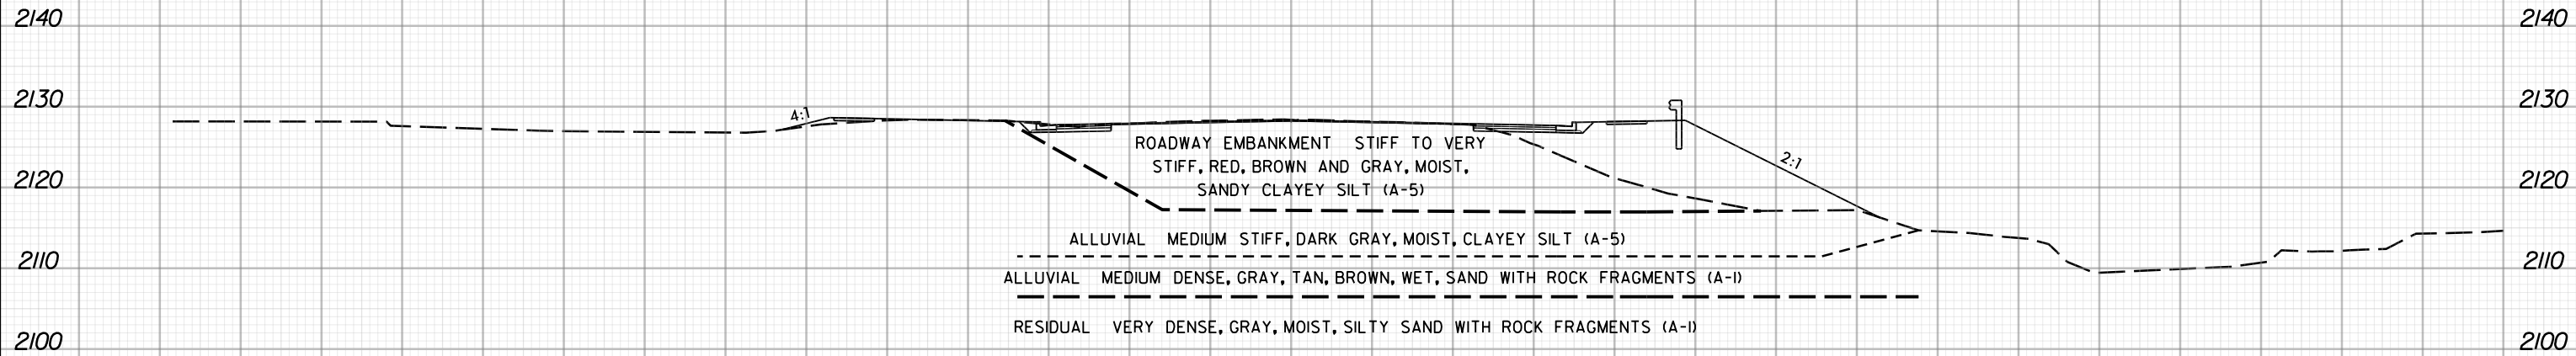 2140 2140
2130 2130
4:1
ROADWAY EMBANKMENT STIFF TO VERY
STIFF, RED, BROWN AND GRAY, MOIST,
2:1
2120 2120
SANDY CLAYEY SILT (A-5)
ALLUVIAL MEDIUM STIFF, DARK GRAY, MOIST, CLAYEY SILT (A-5)
2110 2110
ALLUVIAL MEDIUM DENSE, GRAY, TAN, BROWN, WET, SAND WITH ROCK FRAGMENTS (A-1)
RESIDUAL VERY DENSE, GRAY, MOIST, SILTY SAND WITH ROCK FRAGMENTS (A-1)
2100 2100